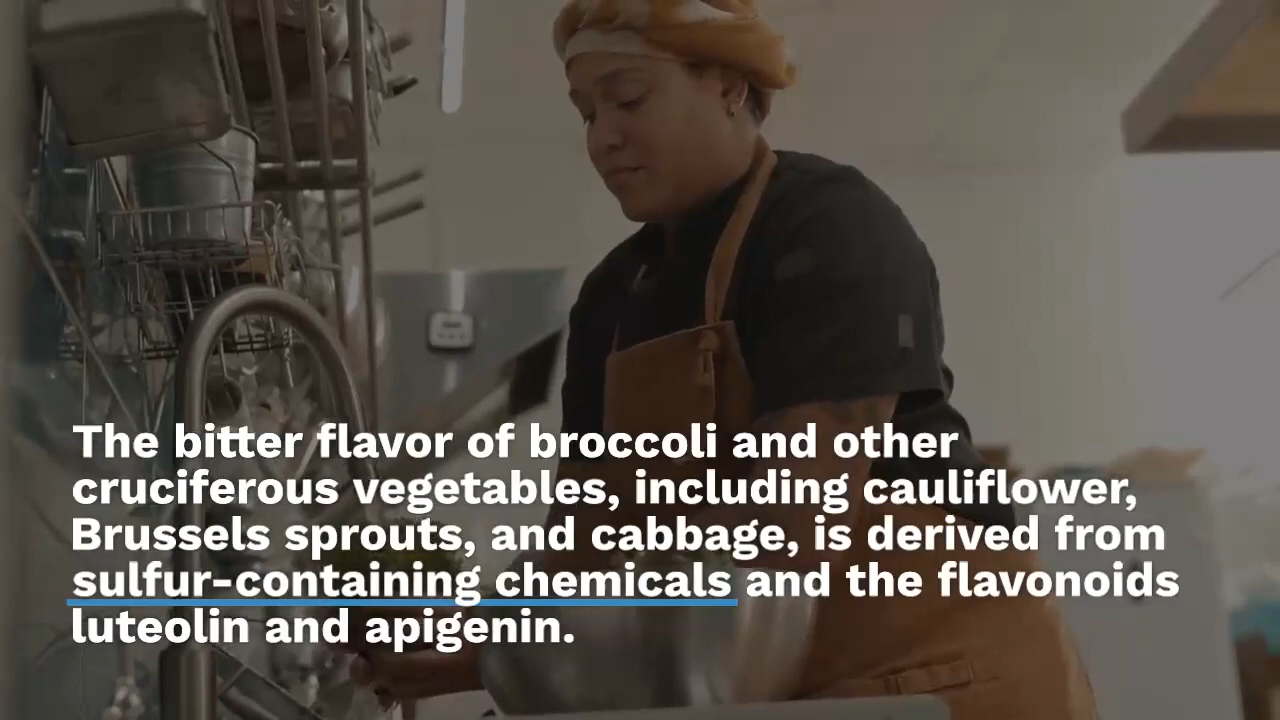 The bitter flavor of broccoli and other
cruciferous vegetables, including cauliflower,
Brussels sprouts, and cabbage, is derived from
sulfur-containing chemicals and the flavonoids
luteolin and apigenin.